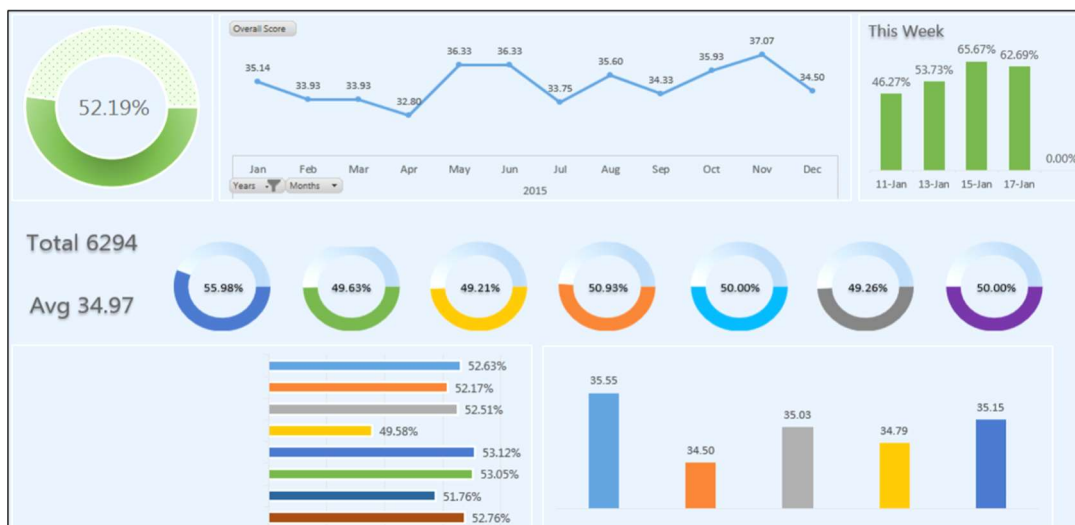 52.19%
Overall Score
35.14 33.93 33.93 32.80 36.33 36.33 33.75 35.60 34.33 35.93 37.07 34.50
Jan Feb Mar Apr May Jun Jul Aug Sep Oct Nov Dec
2015
Years Months
This Week
46.27% 53.73% 65.67% 62.69% 0.00%
11-Jan 13-Jan 15-Jan 17-Jan
Total 6294
Avg 34.97
55.98% 49.63% 49.21% 50.93% 50.00% 49.26% 50.00%
52.63%
52.17%
52.51%
49.58%
53.12%
53.05%
51.76%
52.76%
35.55 34.50 35.03 34.79 35.15